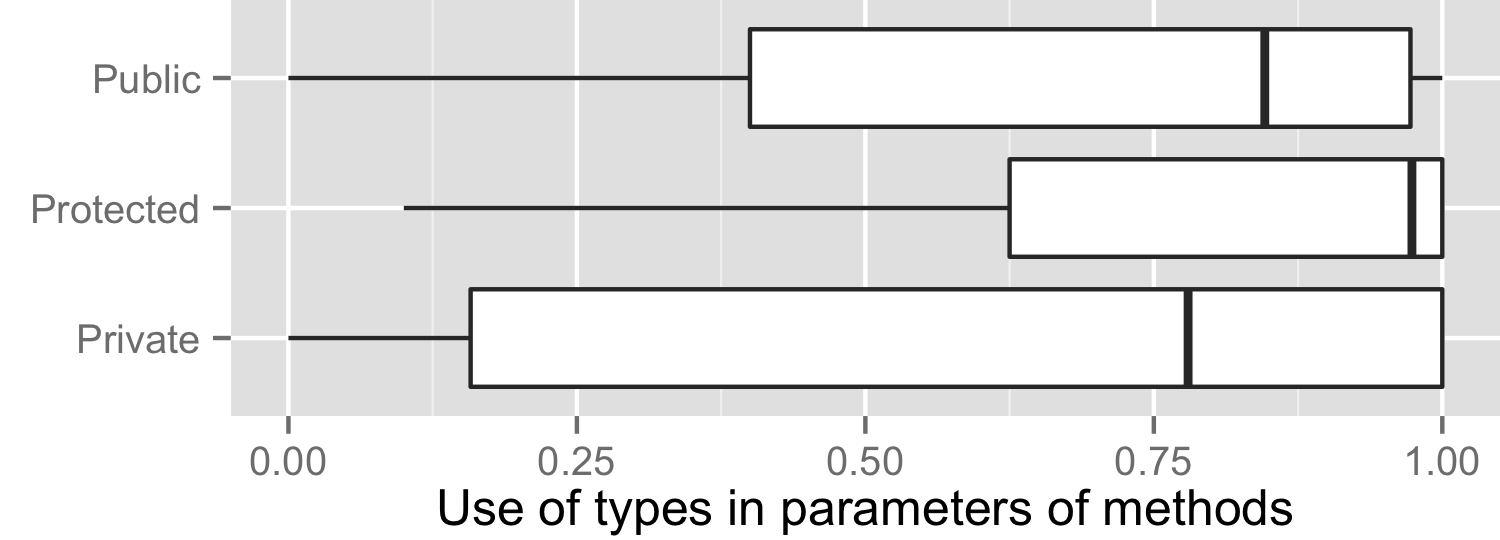 Public
Protected
Private
0.00 0.25 0.50 0.75 1.00
Use of types in parameters of methods